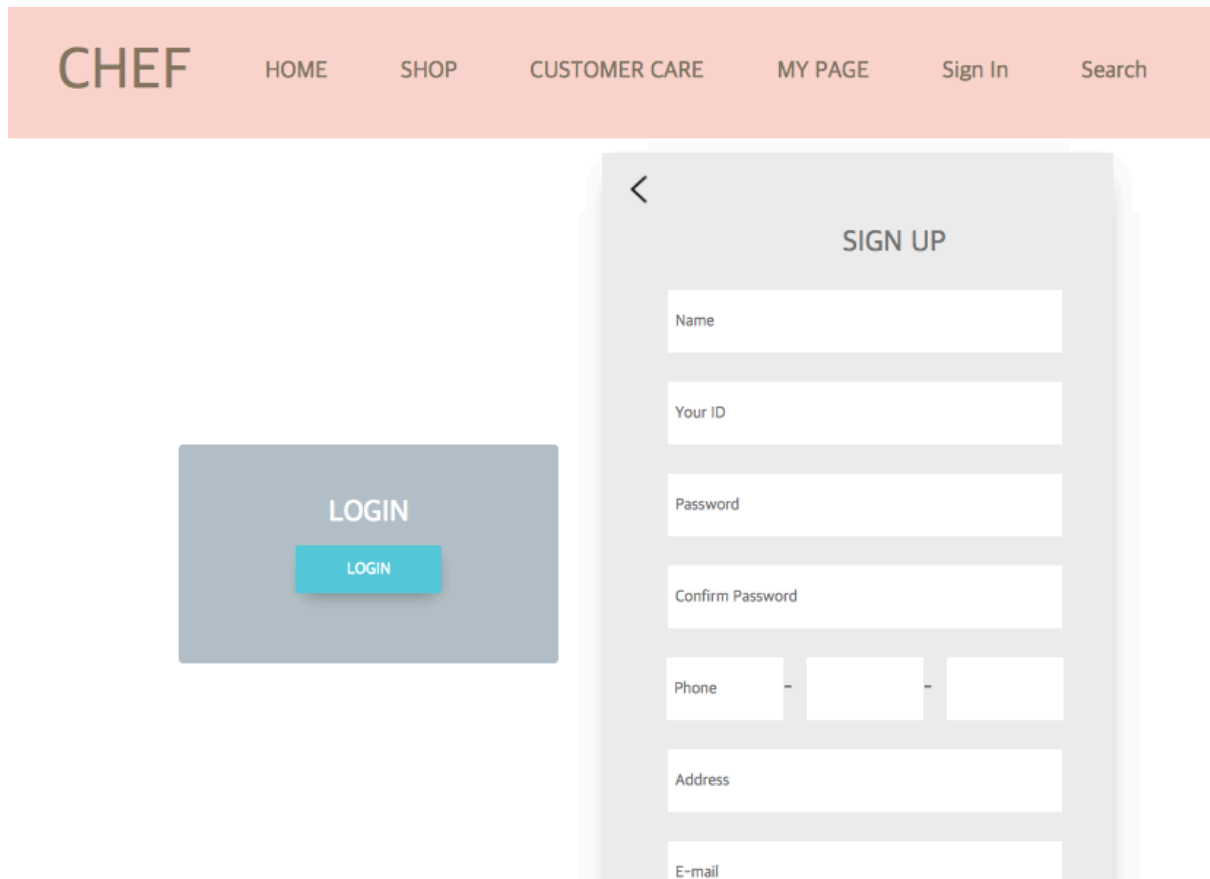 CHEF HOME SHOP CUSTOMER CARE MY PAGE Sign In Search
SIGN UP
Name
Your ID
Password
Confirm Password
Phone - -
Address
E-mail
LOGIN
LOGIN